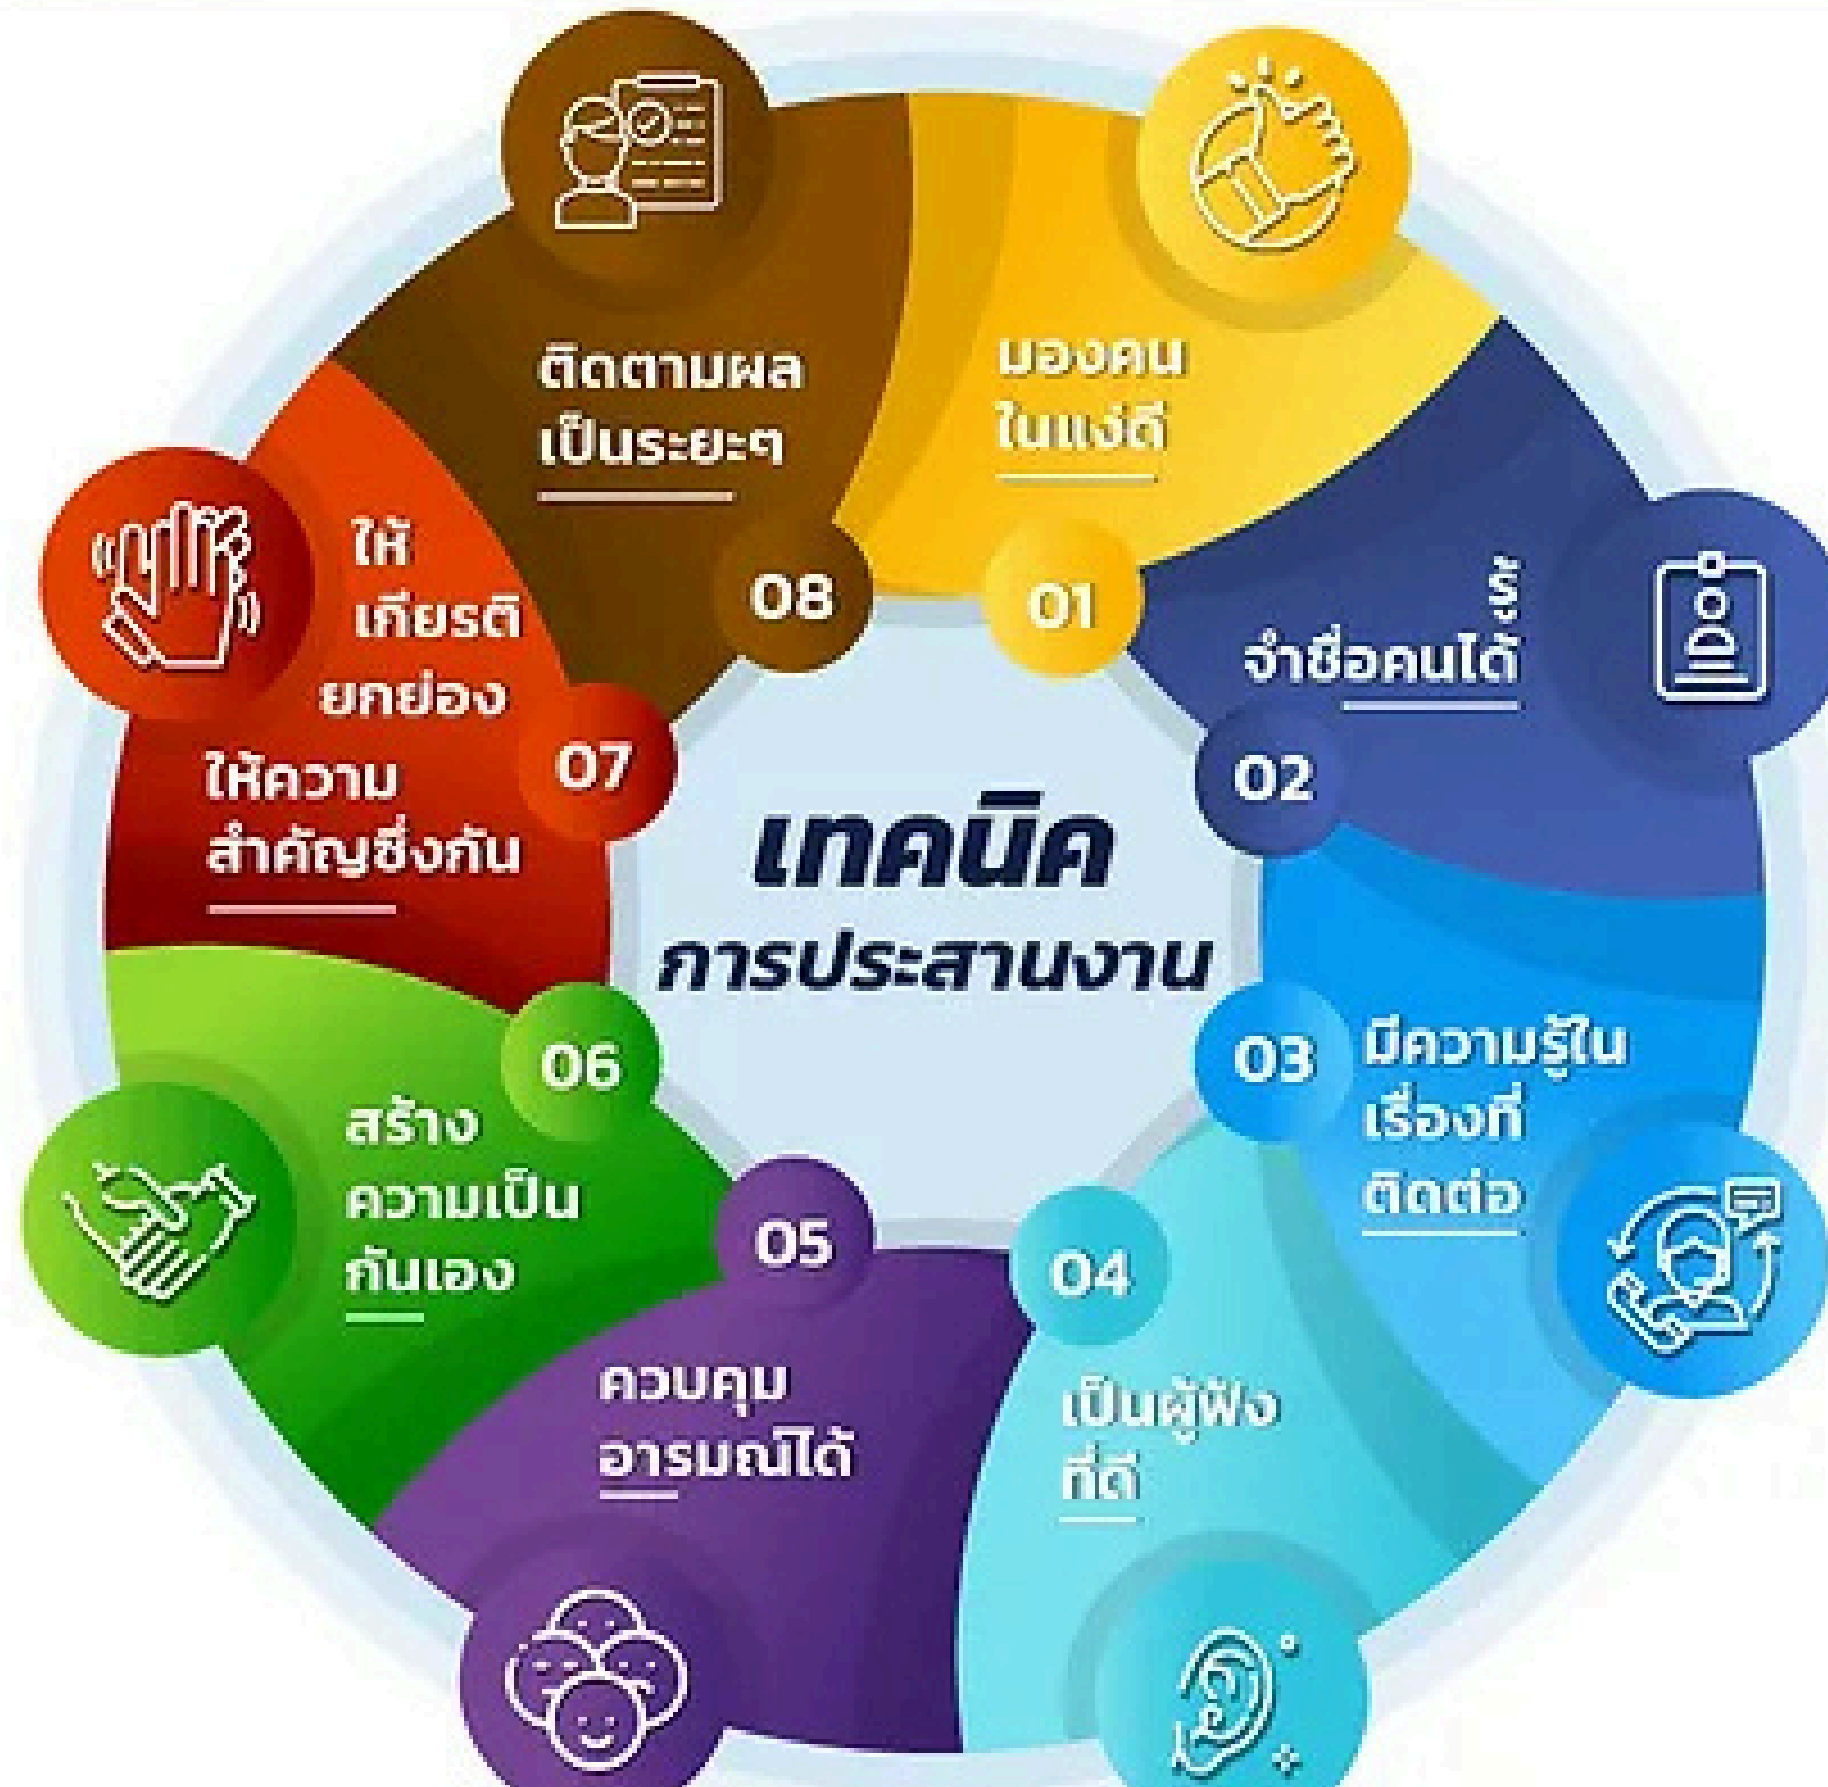 เทคนิค
การประสานงาน
01
มองคน
ในแง่ดี
02
รู้
จำชื่อคนได้
03
มีความรู้ใน
เรื่องที่
ติดต่อ
04
เป็นผู้ฟัง
ที่ดี
05
ควบคุม
อารมณ์ได้
06
สร้าง
ความเป็น
กันเอง
07
ให้
เกียรติ
ยกย่อง
ให้ความ
สำคัญซึ่งกัน
08
ติดตามผล
เป็นระยะๆ